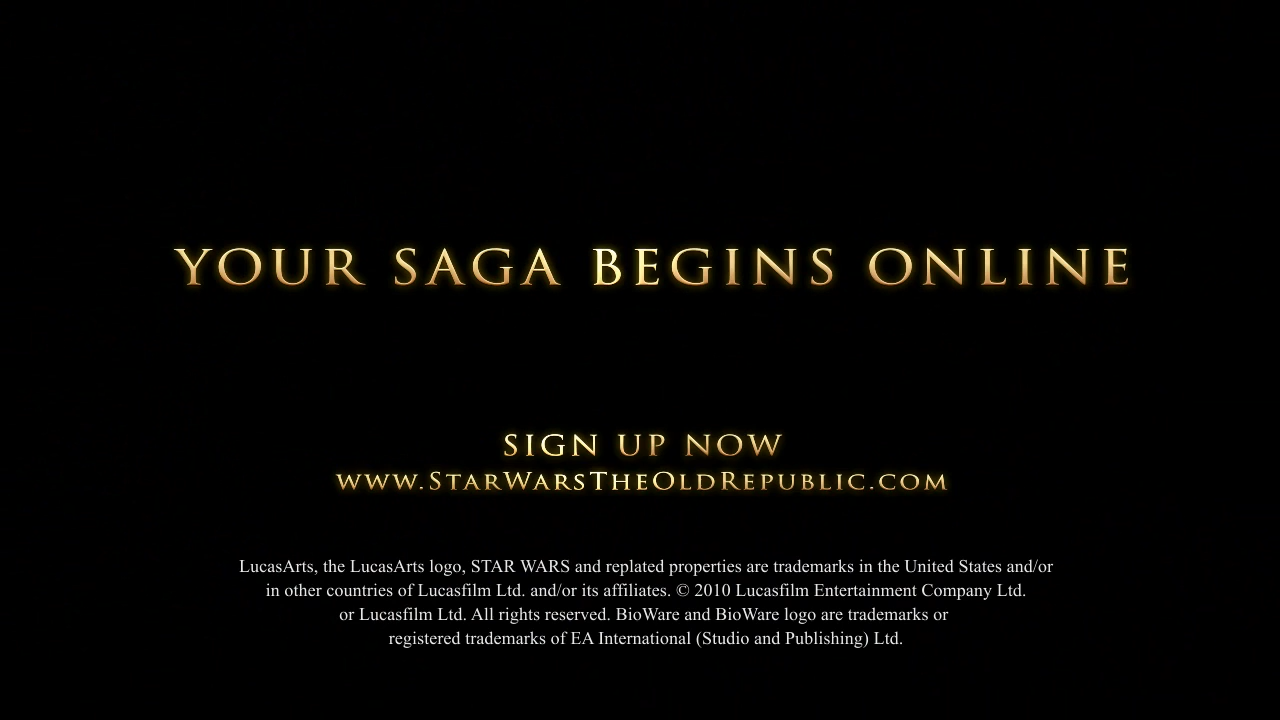 YOUR SAGA BEGINS ONLINE
SIGN UP NOW
www.StarWarsTheOldRepublic.com
LucasArts, the LucasArts logo, STAR WARS and replated properties are trademarks in the United States and/or
in other countries of Lucasfilm Ltd. and/or its affiliates. © 2010 Lucasfilm Entertainment Company Ltd.
or Lucasfilm Ltd. All rights reserved. BioWare and BioWare logo are trademarks or
registered trademarks of EA International (Studio and Publishing) Ltd.